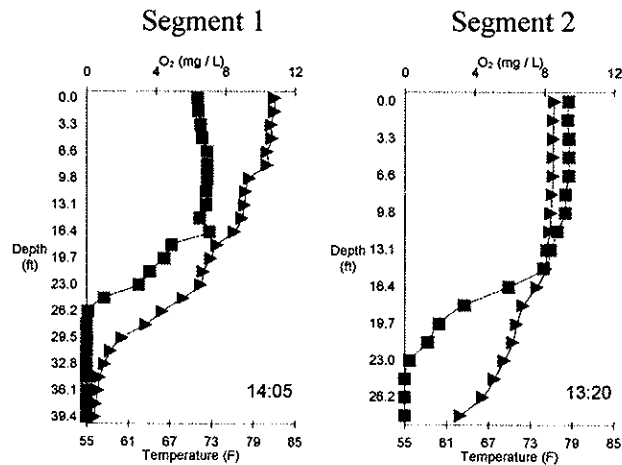 Segment 1
O₂ (mg / L)
0 4 8 12
0.0
3.3
6.6
9.8
13.1
16.4
19.7
23.0
26.2
29.5
32.8
36.1
39.4
Depth
(ft)
14:05
55 61 67 73 79 85
Temperature (F)
Segment 2
O₂ (mg / L)
0 4 8 12
0.0
3.3
6.6
9.8
13.1
18.4
19.7
23.0
26.2
Depth
(ft)
13:20
55 61 67 73 79 85
Temperature (F)